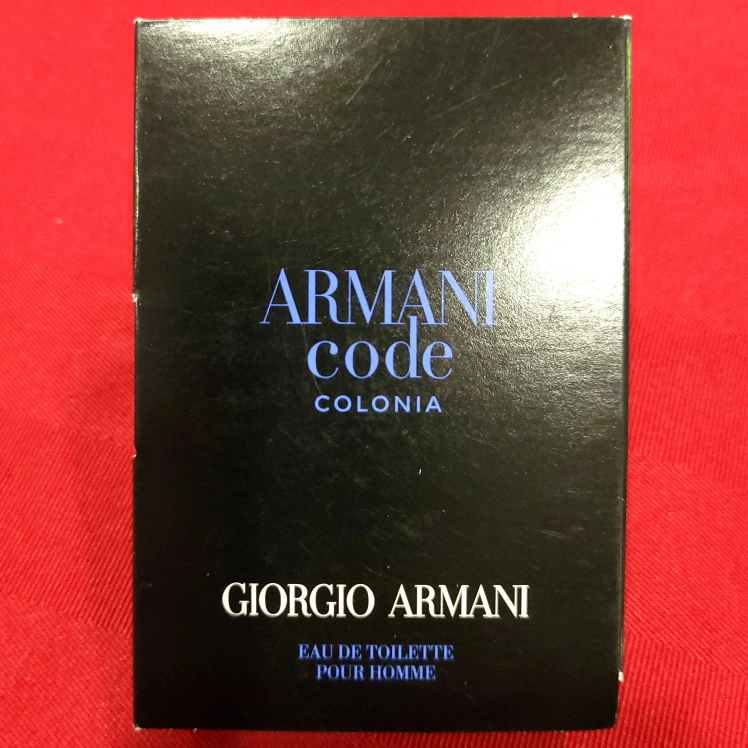 ARMANI
code
COLONIA
GIORGIO ARMANI
EAU DE TOILETTE
POUR HOMME